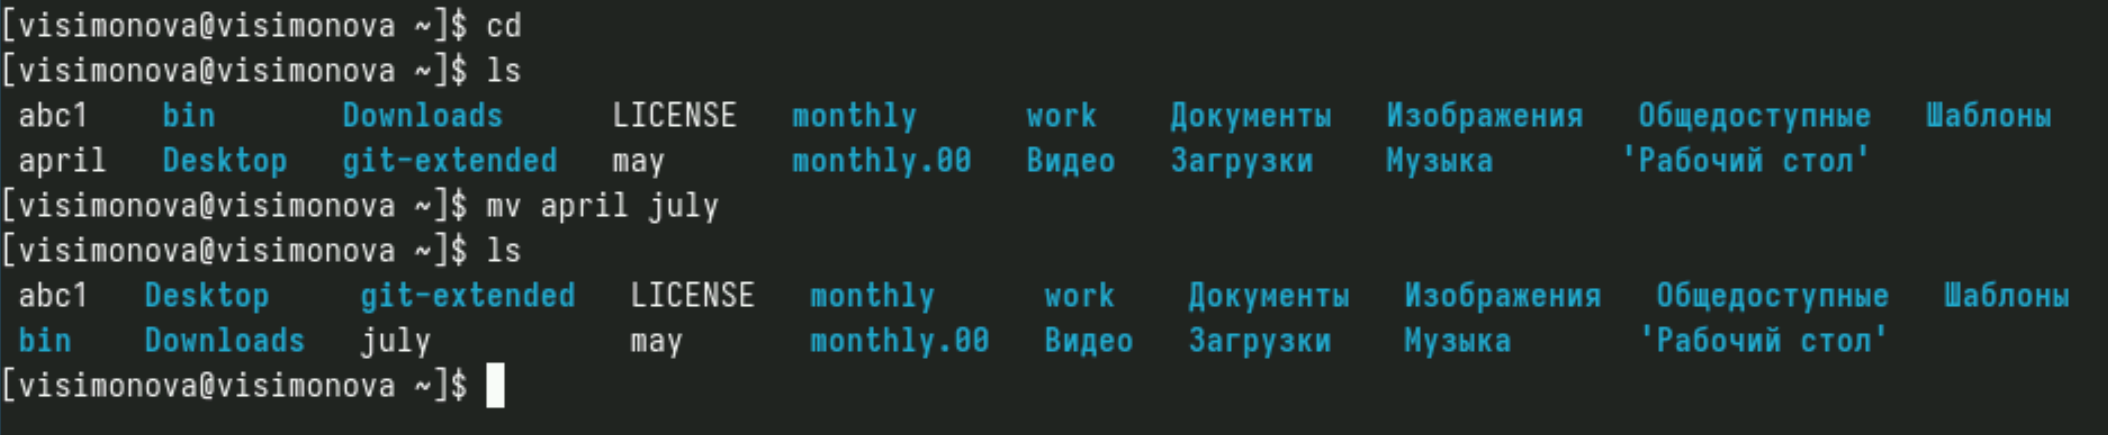 [visimonova@visimonova ~]$ cd
[visimonova@visimonova ~]$ ls
abc1 bin Downloads LICENSE monthly work Документы Изображения Общедоступные Шаблоны
april Desktop git-extended may monthly.00 Видео Загрузки Музыка 'Рабочий стол'
[visimonova@visimonova ~]$ mv april july
[visimonova@visimonova ~]$ ls
abc1 Desktop git-extended LICENSE monthly work Документы Изображения Общедоступные Шаблоны
bin Downloads july may monthly.00 Видео Загрузки Музыка 'Рабочий стол'
[visimonova@visimonova ~]$